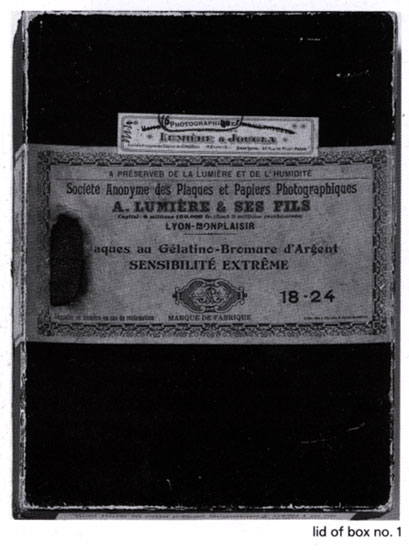 PHOTOGRAPHI
LUMIÈRE & JOUGLA
A PRÉSERVER DE LA LUMIÈRE ET DE L'HUMIDITÉ
Société Anonyme des Plaques et Papiers Photographiques
A. LUMIÈRE & SES FILS
LYON-MONPLAISIR
aques au Gélatino-Bromure d'Argent
SENSIBILITÉ EXTRÊME
18-24
MARQUE DE FABRIQUE
lid of box no. 1